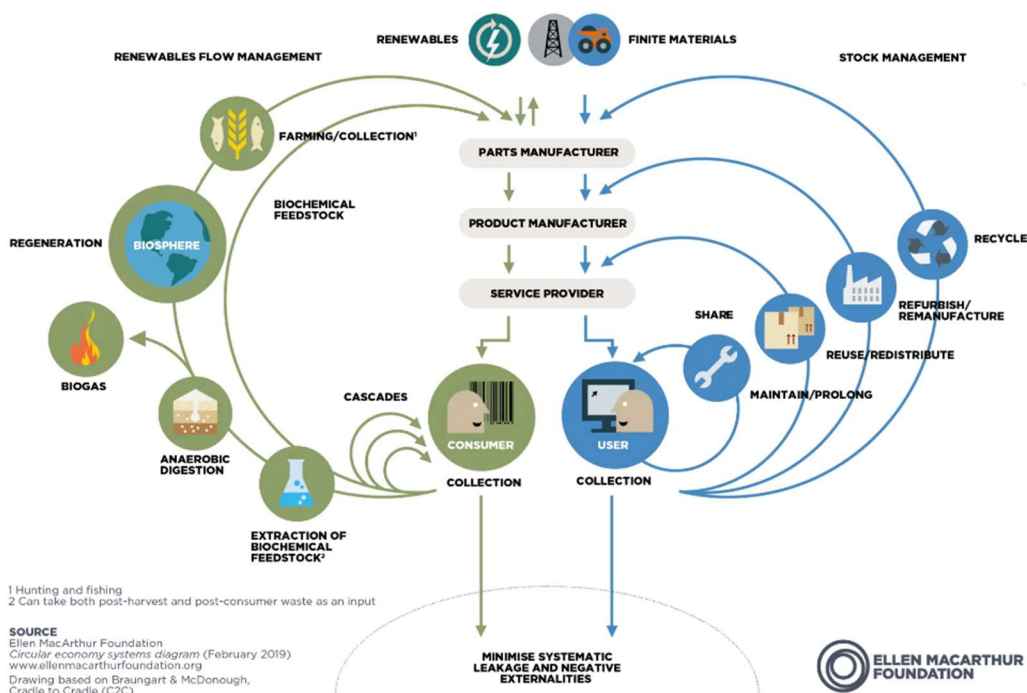 RENEWABLES
FINITE MATERIALS
RENEWABLES FLOW MANAGEMENT
STOCK MANAGEMENT
FARMING/COLLECTION¹
PARTS MANUFACTURER
BIOCHEMICAL
FEEDSTOCK
PRODUCT MANUFACTURER
REGENERATION
BIOSPHERE
RECYCLE
SERVICE PROVIDER
SHARE
REFURBISH/
REMANUFACTURE
REUSE/REDISTRIBUTE
BIOGAS
CASCADES
MAINTAIN/PROLONG
CONSUMER
USER
ANAEROBIC
DIGESTION
COLLECTION
COLLECTION
EXTRACTION OF
BIOCHEMICAL
FEEDSTOCK²
1 Hunting and fishing
2 Can take both post-harvest and post-consumer waste as an input
SOURCE
Ellen MacArthur Foundation
Circular economy systems diagram (February 2019)
www.ellenmacarthurfoundation.org
Drawing based on Braungart & McDonough,
Cradle to Cradle (C2C)
MINIMISE SYSTEMATIC
LEAKAGE AND NEGATIVE
EXTERNALITIES
ELLEN MACARTHUR
FOUNDATION